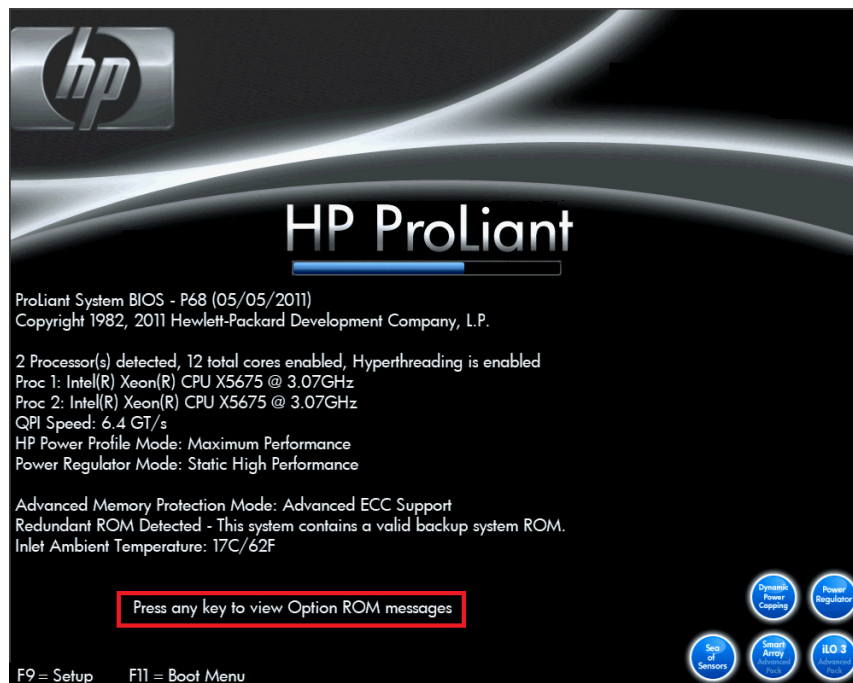 hp
HP ProLiant
ProLiant System BIOS - P68 (05/05/2011)
Copyright 1982, 2011 Hewlett-Packard Development Company, L.P.
2 Processor(s) detected, 12 total cores enabled, Hyperthreading is enabled
Proc 1: Intel(R) Xeon(R) CPU X5675 @ 3.07GHz
Proc 2: Intel(R) Xeon(R) CPU X5675 @ 3.07GHz
QPI Speed: 6.4 GT/s
HP Power Profile Mode: Maximum Performance
Power Regulator Mode: Static High Performance
Advanced Memory Protection Mode: Advanced ECC Support
Redundant ROM Detected - This system contains a valid backup system ROM.
Inlet Ambient Temperature: 17C/62F
Press any key to view Option ROM messages
Dynamic
Power
Capping
Power
Regulator
Sea
of
Sensors
Smart
Array
Advanced
Pack
iLO 3
Advanced
Pack
F9 = Setup F11 = Boot Menu